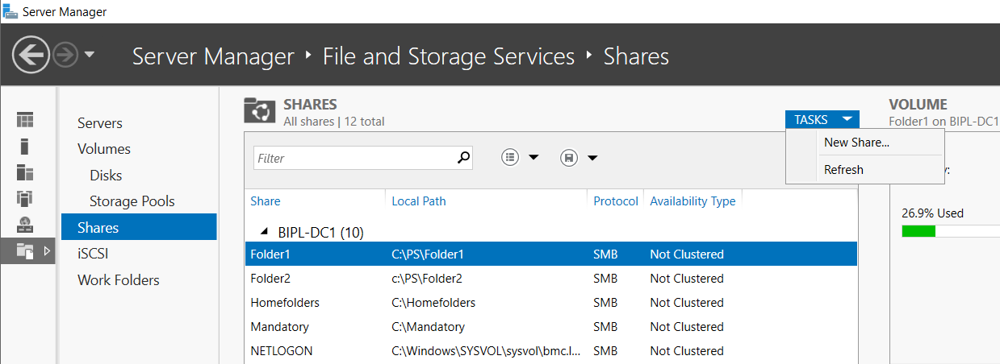 Server Manager
Server Manager ‣ File and Storage Services ‣ Shares
Servers
Volumes
Disks
Storage Pools
Shares
iSCSI
Work Folders
SHARES
All shares | 12 total
TASKS
New Share...
Refresh
Filter
Share Local Path Protocol Availability Type
BIPL-DC1 (10)
Folder1 C:\PS\Folder1 SMB Not Clustered
Folder2 c:\PS\Folder2 SMB Not Clustered
Homefolders C:\Homefolders SMB Not Clustered
Mandatory C:\Mandatory SMB Not Clustered
NETLOGON C:\Windows\SYSVOL\sysvol\bmc.l... SMB Not Clustered
VOLUME
Folder1 on BIPL-DC1
26.9% Used